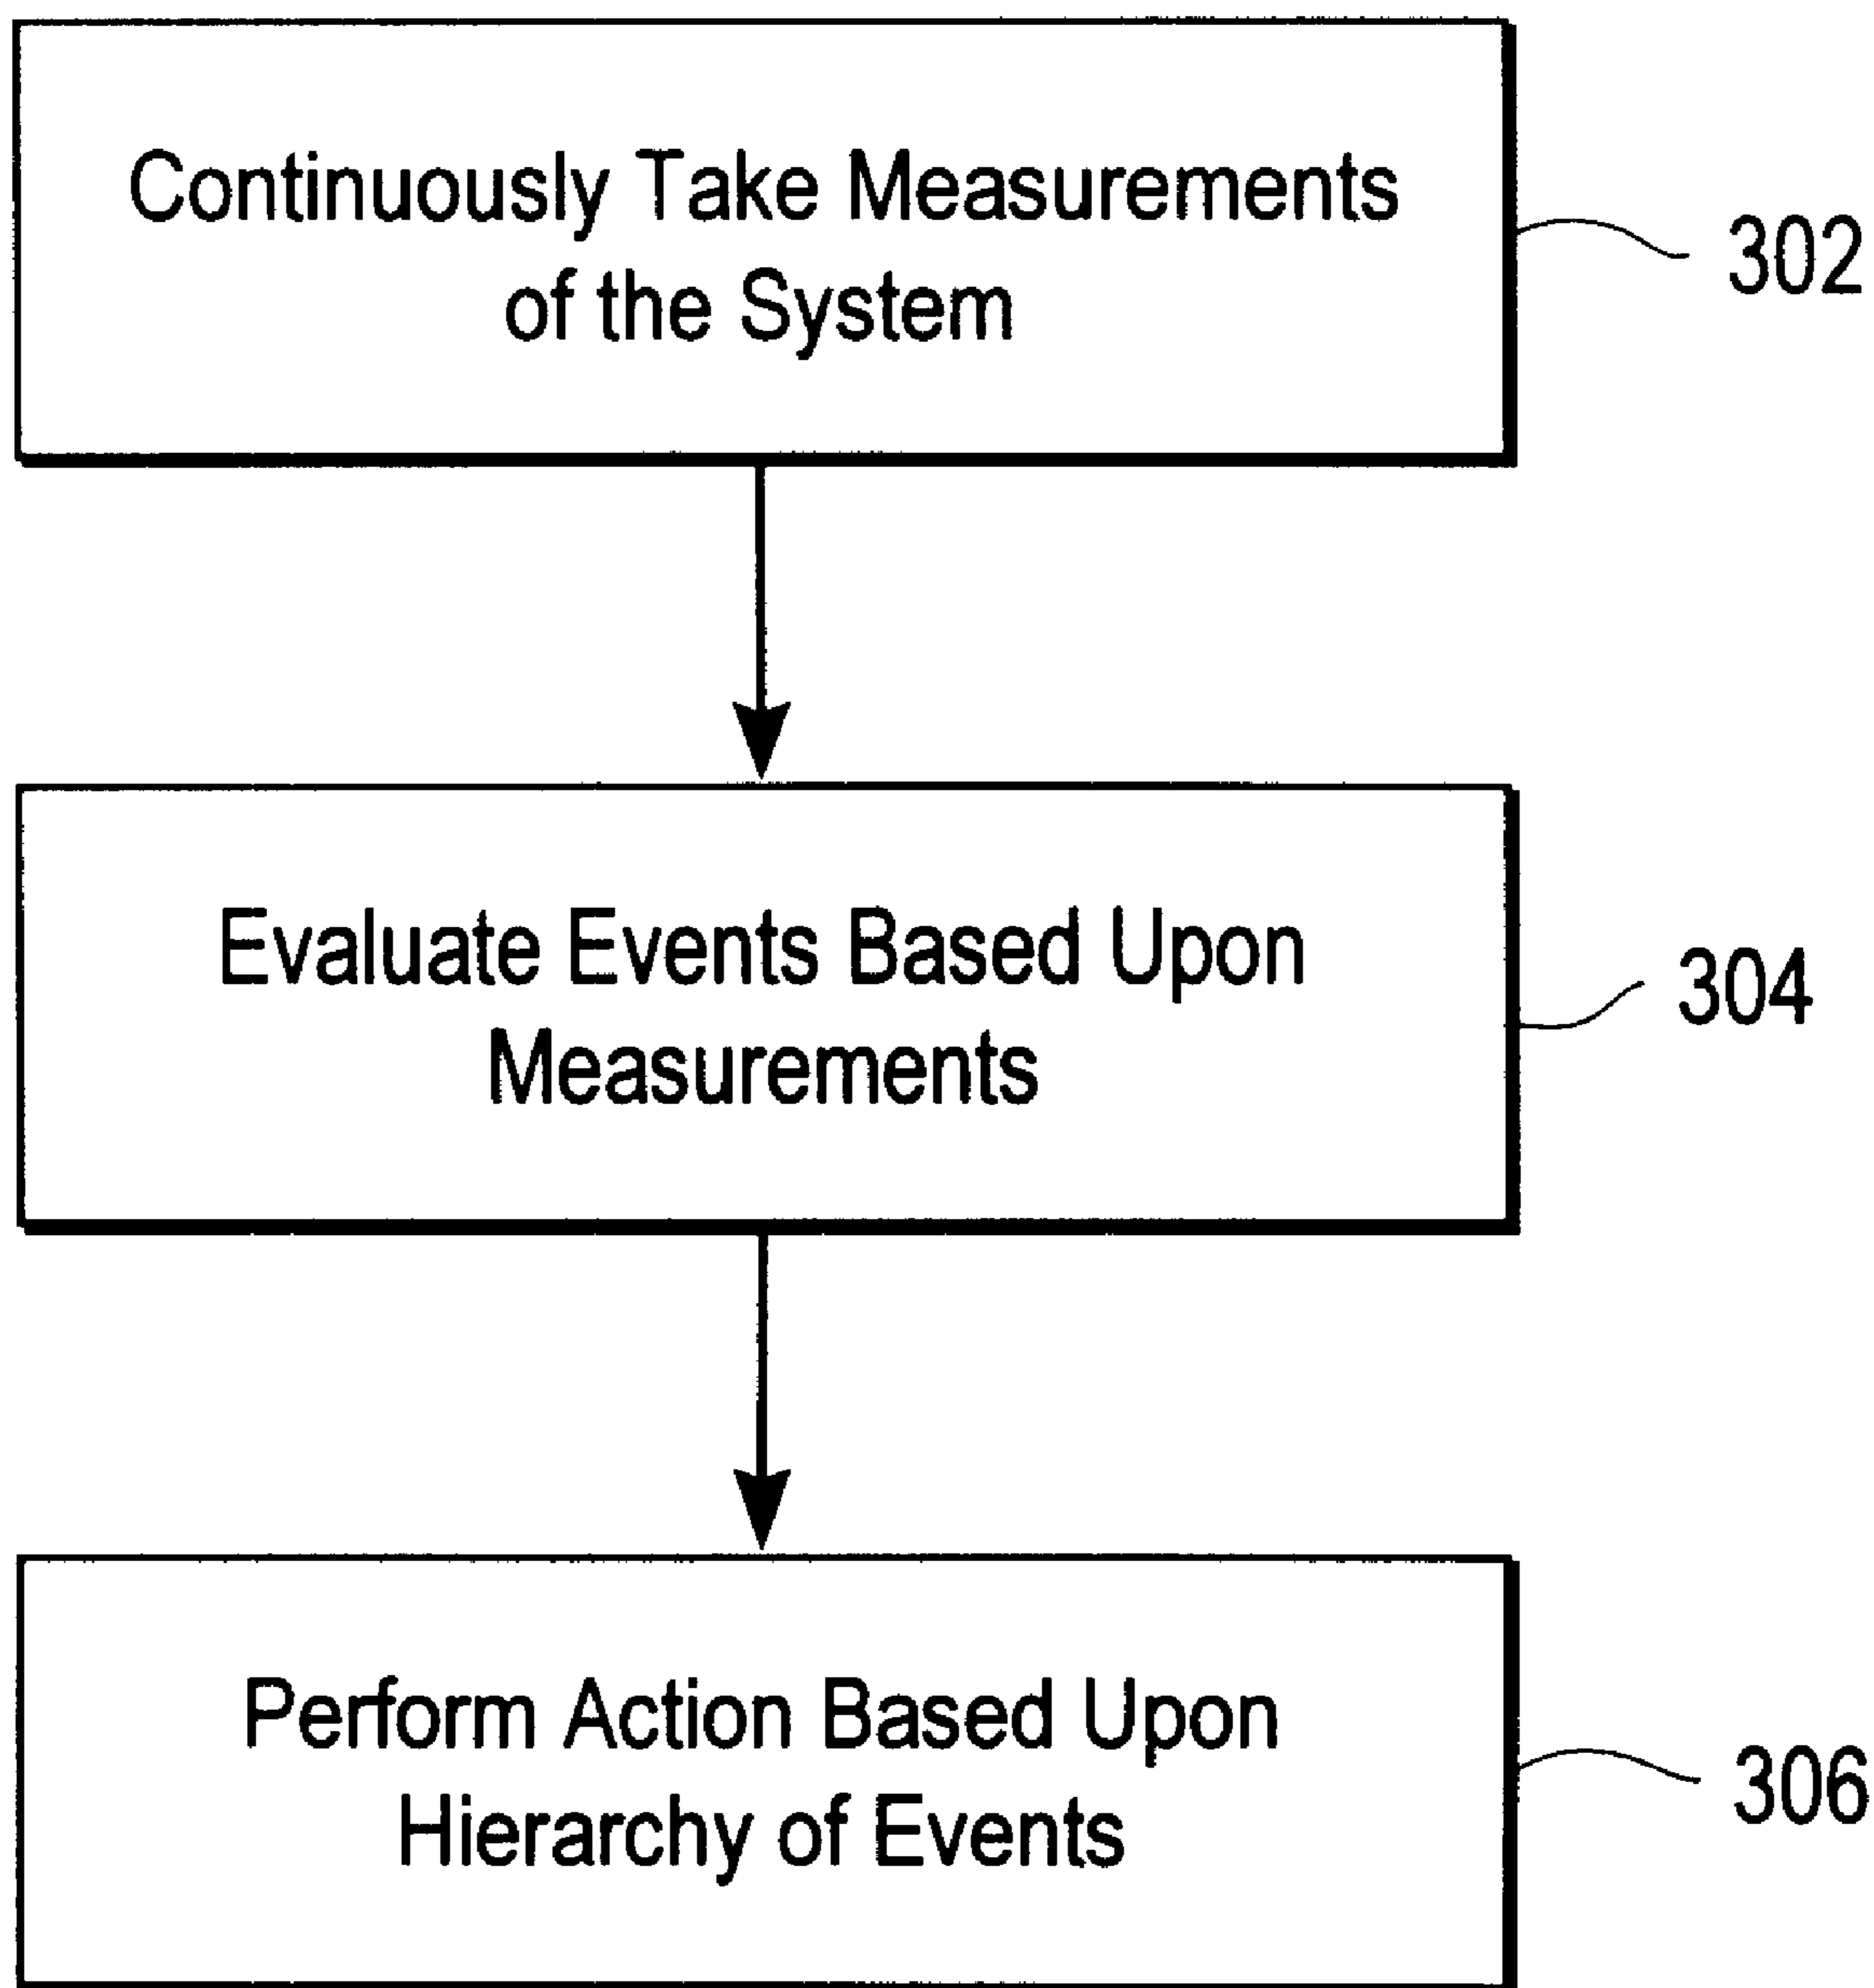 Continuously Take Measurements
of the System
302
Evaluate Events Based Upon
Measurements
304
Perform Action Based Upon
Hierarchy of Events
306